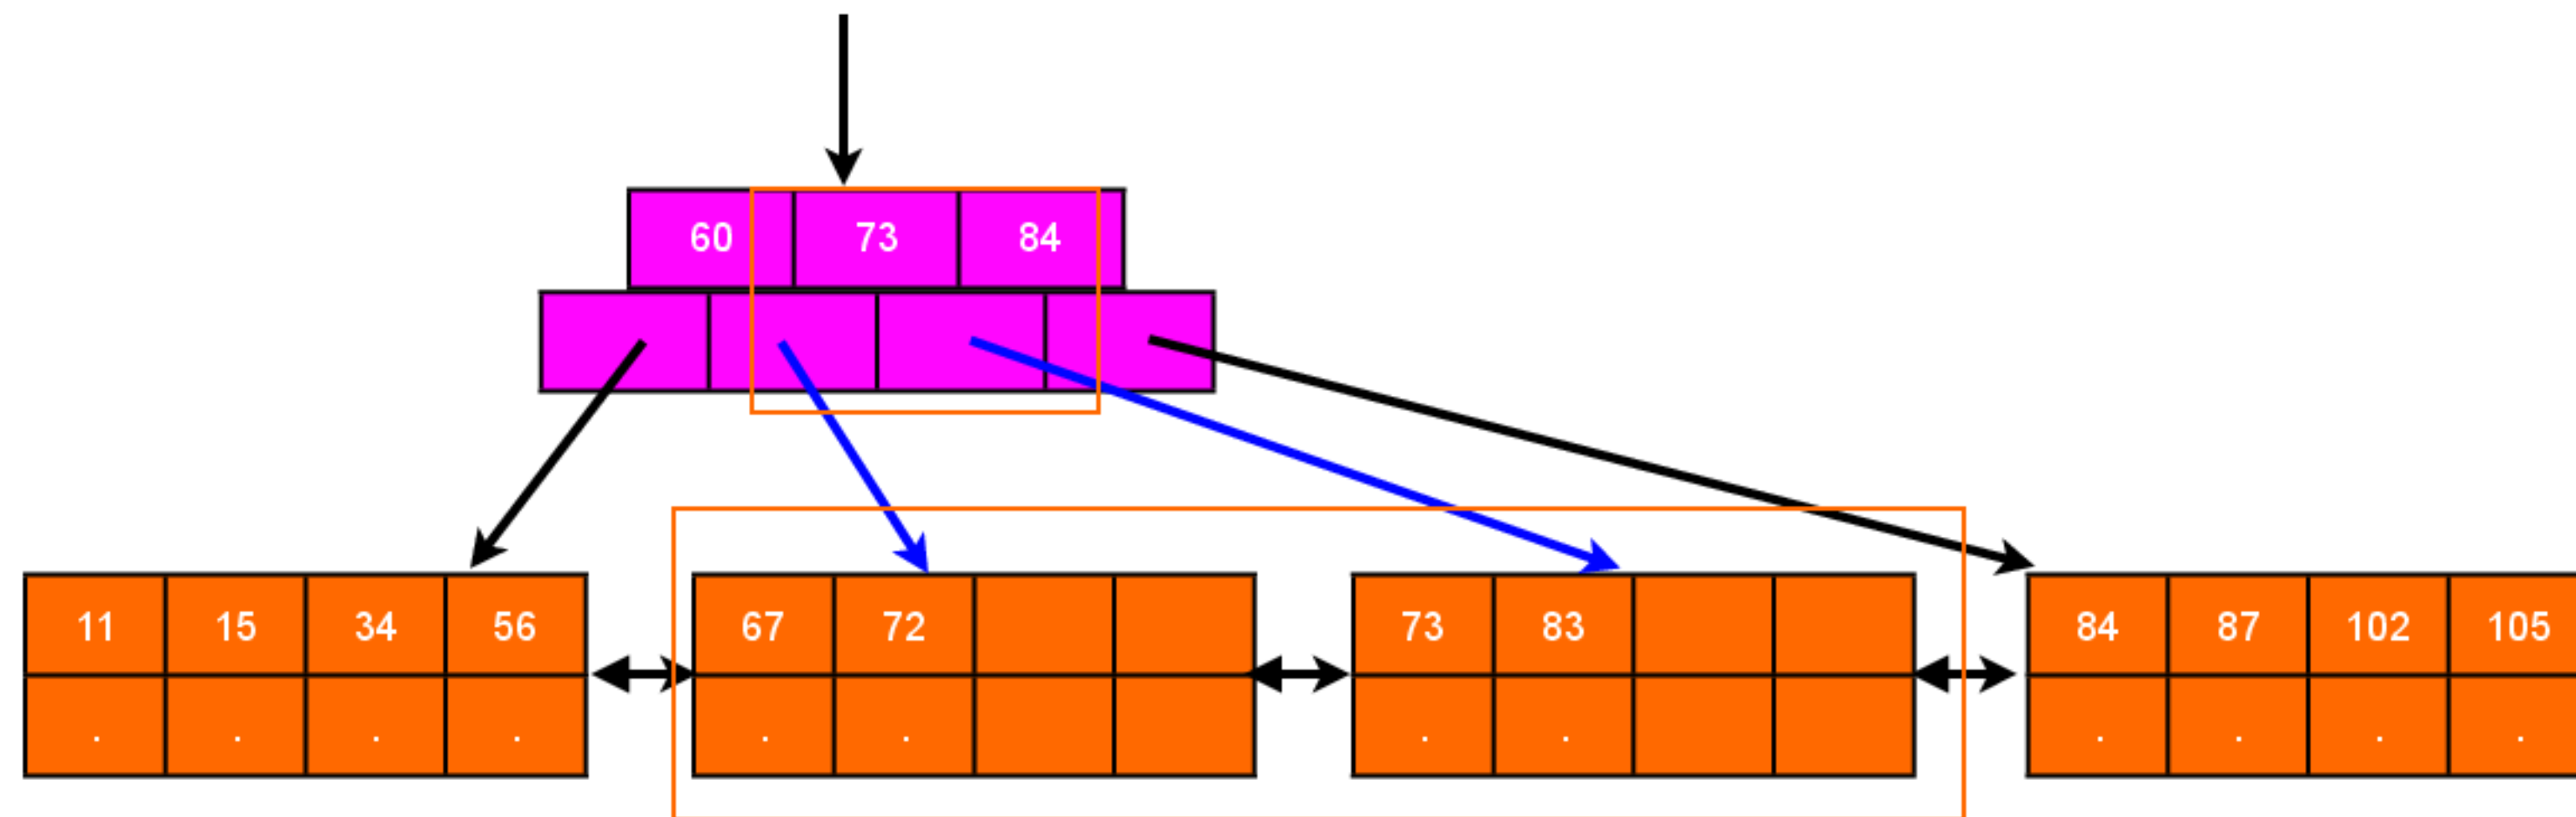 60 73 84
11 15 34 56 67 72 73 83 84 87 102 105
. . . . . . . . . . . .